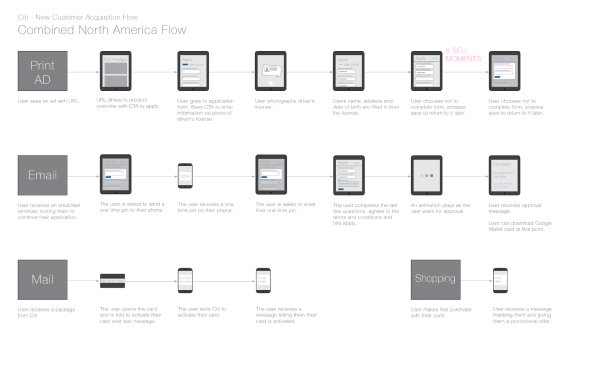 Citi - New Customer Acquisition Flow
Combined North America Flow
Print
AD
X SELL
MOMENTS
User sees an ad with URL.
URL drives to product
overview with CTA to apply.
User goes to application
form. Sees CTA to enter
information via photo of
driver's license.
User photographs driver's
license.
Users name, address and
date of birth are filled in from
the license.
User chooses not to
complete form; presses
save to return to it later.
User chooses not to
complete form; presses
save to return to it later.
Email
User receives an email/text
reminder inviting them to
continue their application.
The user is asked to send a
one time pin to their phone.
The user receives a one
time pin on their phone.
The user is asked to enter
their one time pin.
The user completes the last
few questions, agrees to the
terms and conditions and
hits apply.
An animation plays as the
user waits for approval.
User receives approval
message.
User can download Google
Wallet card at this point.
Mail
User receives a package
from Citi.
The user opens the card
and is told to activate their
card over text message.
The user texts Citi to
activate their card.
The user receives a
message telling them their
card is activated.
Shopping
User makes first purchase
with their card.
User receives a message
thanking them and giving
them a promotional offer.